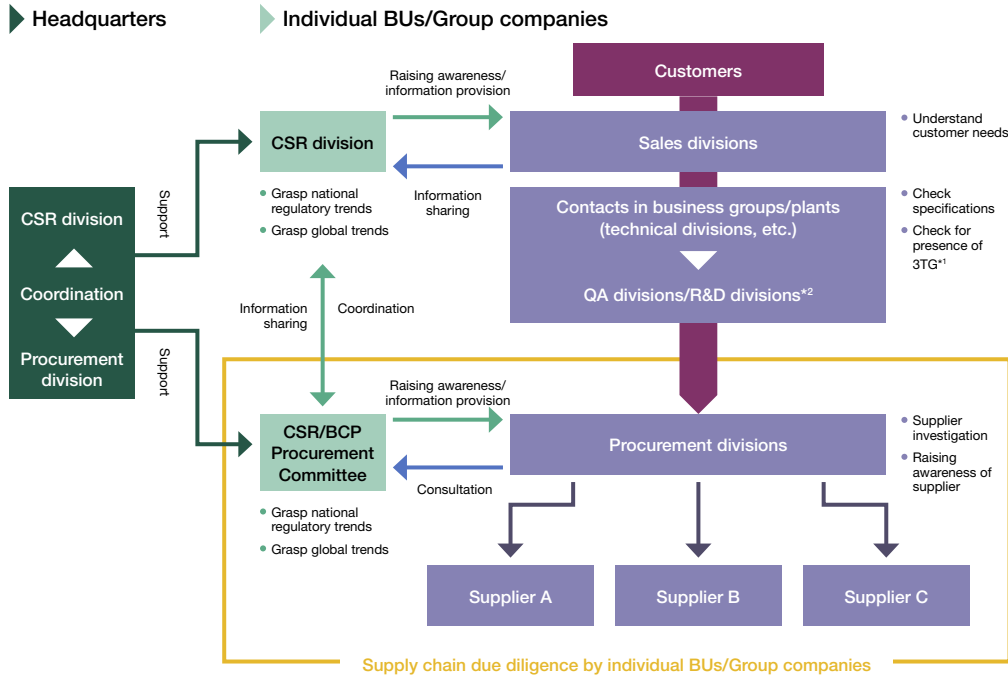 Headquarters
Individual BUs/Group companies
CSR division
Coordination
Procurement
division
Support
Support
CSR division
Grasp national
regulatory trends
Grasp global trends
Raising awareness/
information provision
Information
sharing
Customers
Sales divisions
Understand
customer needs
Contacts in business groups/plants
(technical divisions, etc.)
QA divisions/R&D divisions*2
Check
specifications
Check for
presence of
3TG*1
Information
sharing
Coordination
CSR/BCP
Procurement
Committee
Grasp national
regulatory trends
Grasp global trends
Raising awareness/
information provision
Consultation
Procurement divisions
Supplier
investigation
Raising
awareness of
supplier
Supplier A
Supplier B
Supplier C
Supply chain due diligence by individual BUs/Group companies